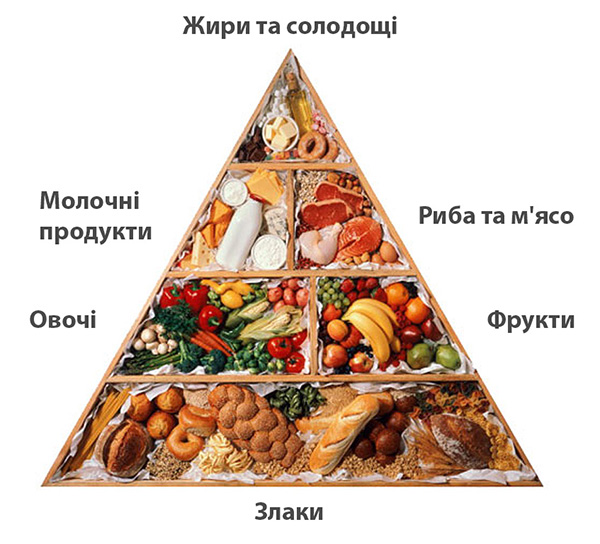 Жири та солодощі
Молочні
продукти
Риба та м'ясо
Овочі
Фрукти
Злаки